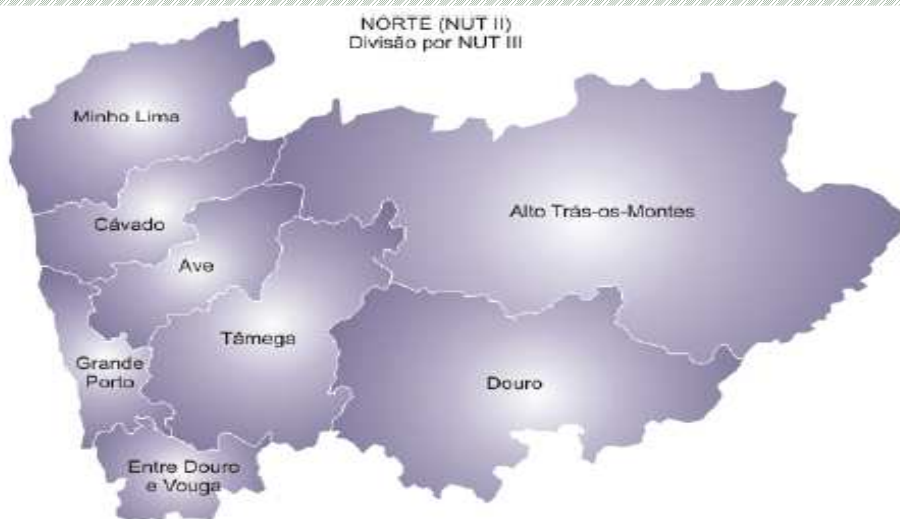 NORTE (NUT II)
Divisão por NUT III
Minho Lima
Cávado
Alto Trás-os-Montes
Ave
Tâmega
Grande
Porto
Douro
Entre Douro
e Vouga